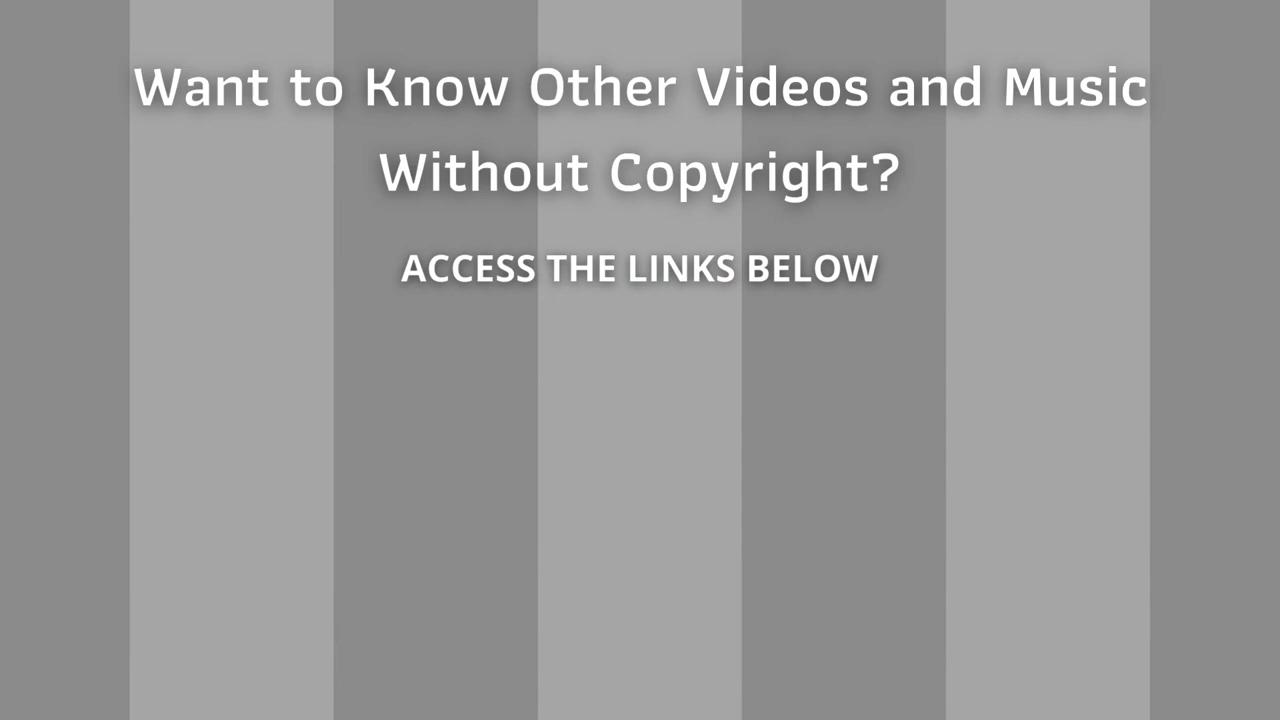 Want to Know Other Videos and Music
Without Copyright?
ACCESS THE LINKS BELOW